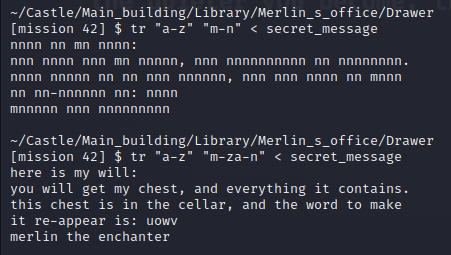 ~/Castle/Main_building/Library/Merlin_s_office/Drawer
[mission 42] $ tr "a-z" "m-n" < secret_message
nnnn nn mn nnnn:
nnn nnnn nnn mn nnnnn, nnn nnnnnnnnnn nn nnnnnnnn.
nnnn nnnnn nn nn nnn nnnnnn, nnn nnn nnnn nn mnnn
nn nn-nnnnnn nn: nnnn
mnnnnn nnn nnnnnnnnn

~/Castle/Main_building/Library/Merlin_s_office/Drawer
[mission 42] $ tr "a-z" "m-za-n" < secret_message
here is my will:
you will get my chest, and everything it contains.
this chest is in the cellar, and the word to make
it re-appear is: uowv
merlin the enchanter